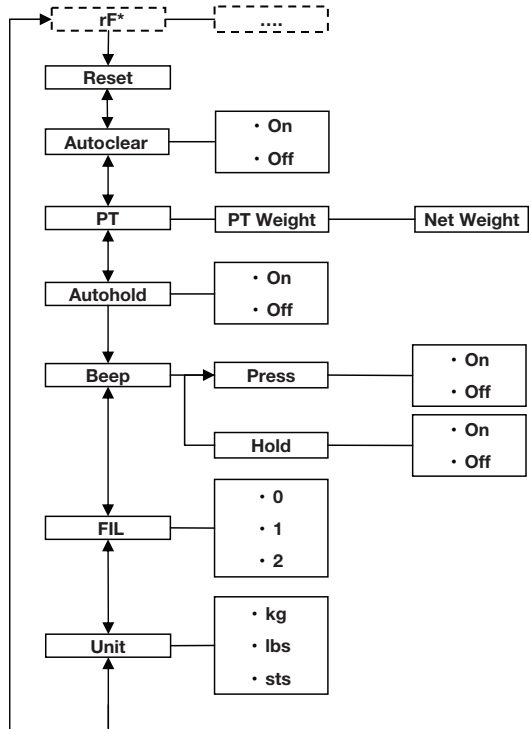 rF*
....
Reset
Autoclear
• On
• Off
PT
PT Weight
Net Weight
Autohold
• On
• Off
Beep
Press
• On
• Off
Hold
• On
• Off
FIL
• 0
• 1
• 2
Unit
• kg
• lbs
• sts